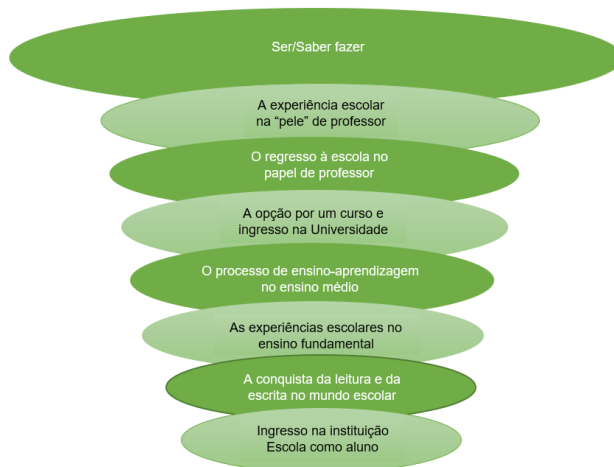 Ser/Saber fazer
A experiência escolar
na “pele” de professor
O regresso à escola no
papel de professor
A opção por um curso e
ingresso na Universidade
O processo de ensino-aprendizagem
no ensino médio
As experiências escolares no
ensino fundamental
A conquista da leitura e da
escrita no mundo escolar
Ingresso na instituição
Escola como aluno